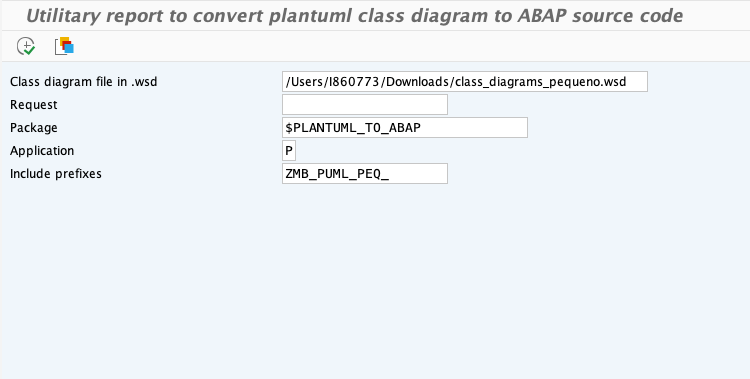 Utilitary report to convert plantuml class diagram to ABAP source code
Class diagram file in .wsd /Users/I860773/Downloads/class_diagrams_pequeno.wsd
Request
Package $PLANTUML_TO_ABAP
Application P
Include prefixes ZMB_PUML_PEQ_